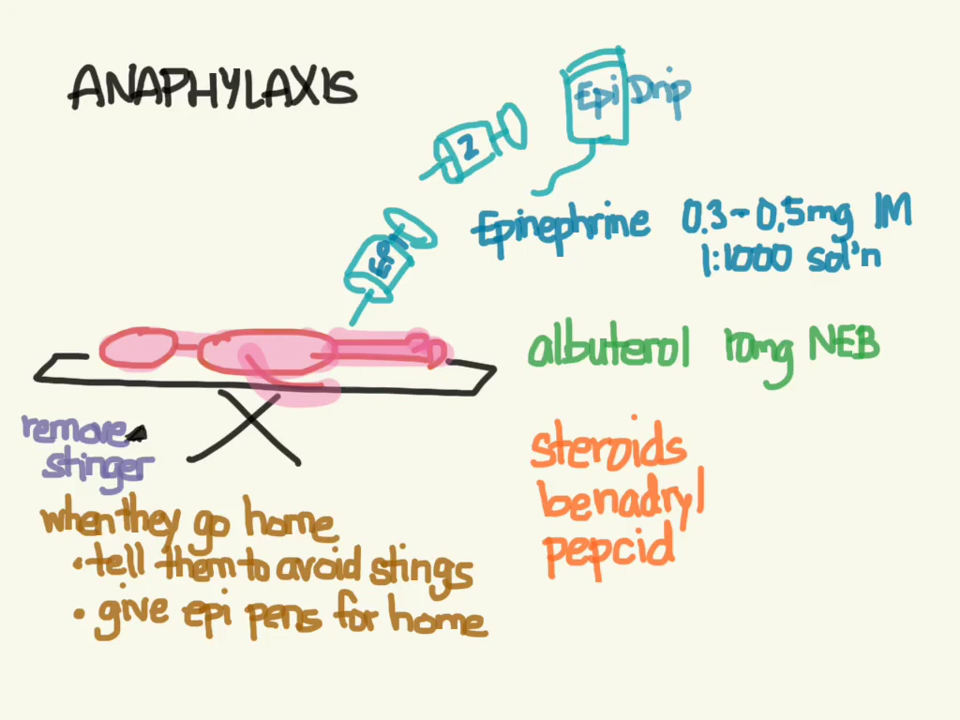 ANAPHYLAXIS
Epi Drip
2
Epi
Epinephrine 0.3-0.5mg IM
1:1000 sol'n
albuterol 10mg NEB
remove
stinger
steroids
benadryl
pepcid
when they go home
• tell them to avoid stings
• give epi pens for home